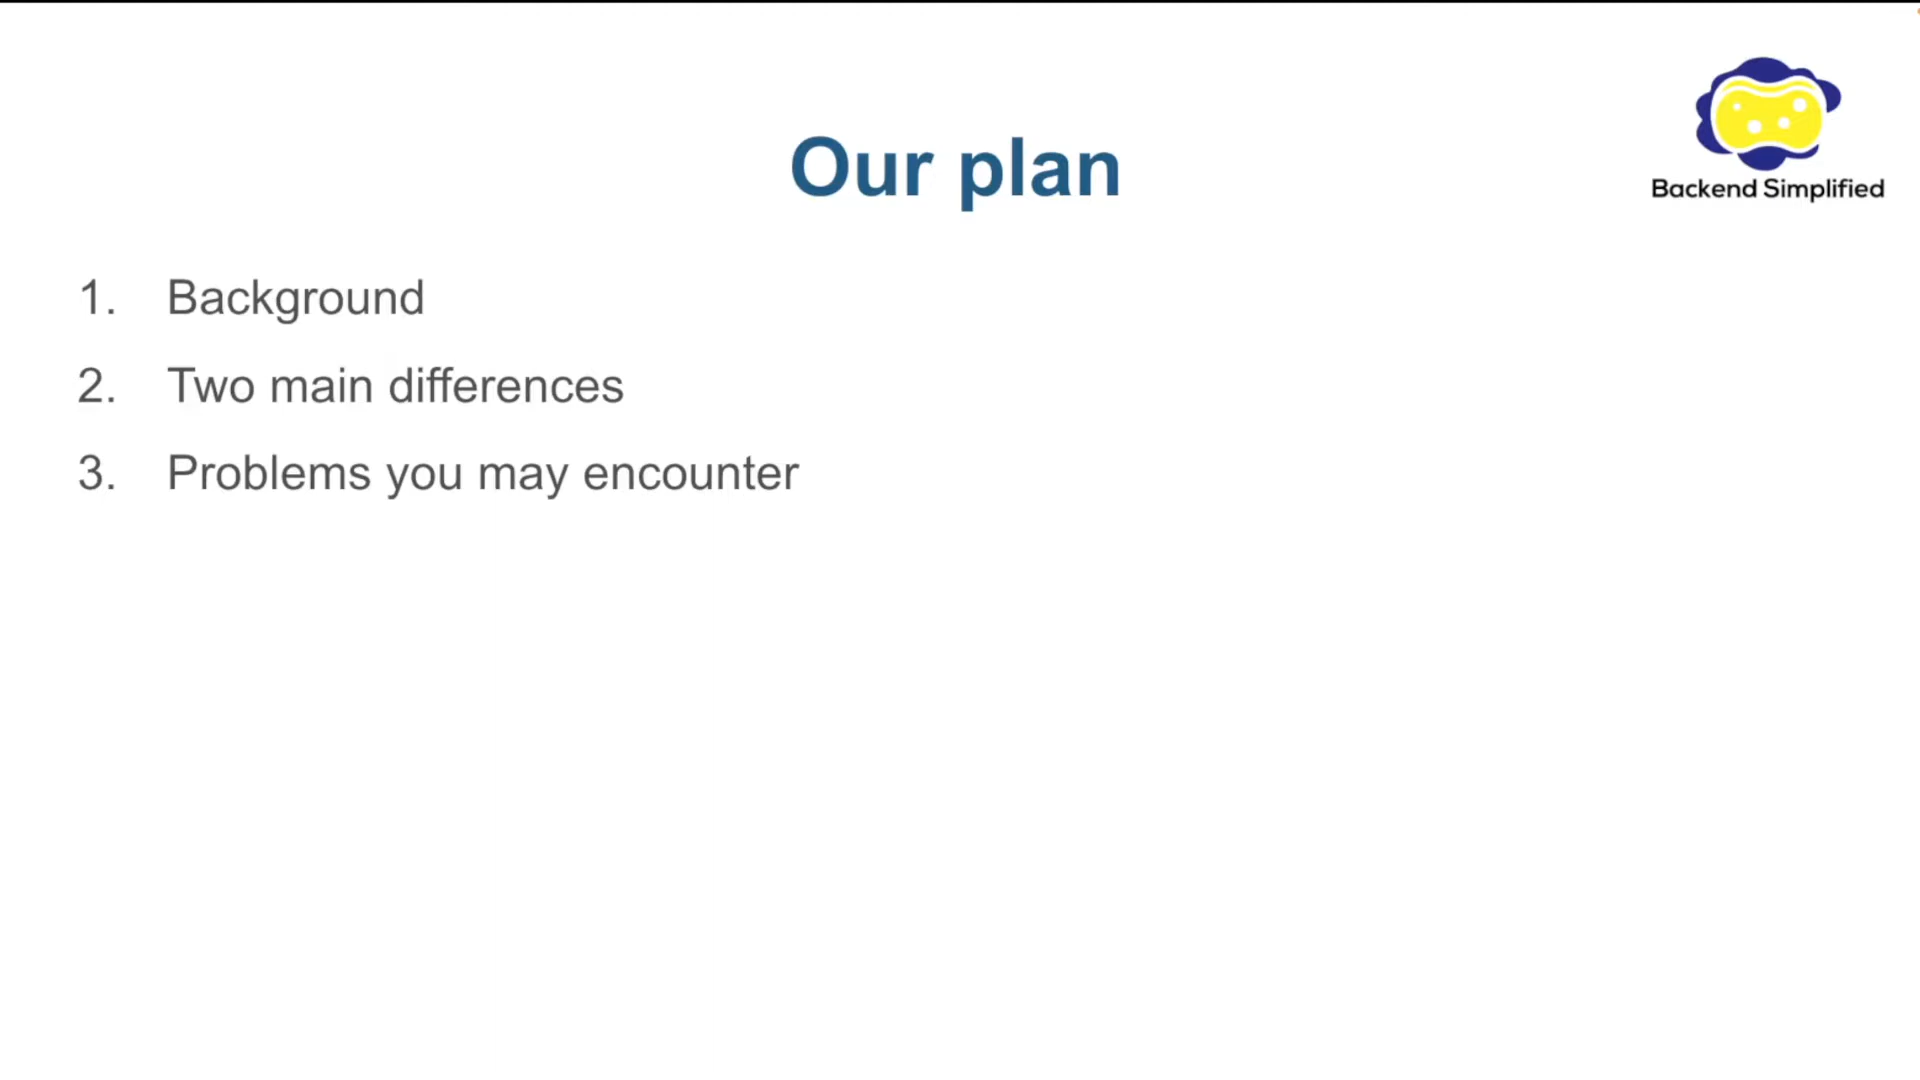 Our plan
Backend Simplified
1. Background
2. Two main differences
3. Problems you may encounter